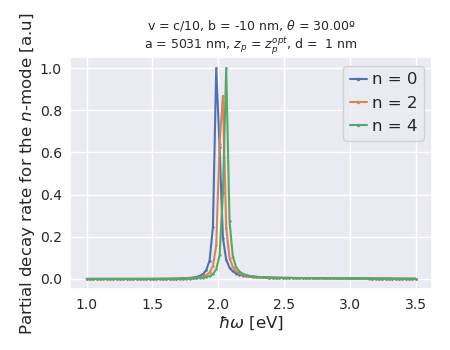 v = c/10, b = -10 nm, θ = 30.00º
a = 5031 nm, z_p = z_p^{opt}, d =  1 nm
Partial decay rate for the n-mode [a.u]
1.0
0.8
0.6
0.4
0.2
0.0
n = 0
n = 2
n = 4
1.0 1.5 2.0 2.5 3.0 3.5
ħω [eV]